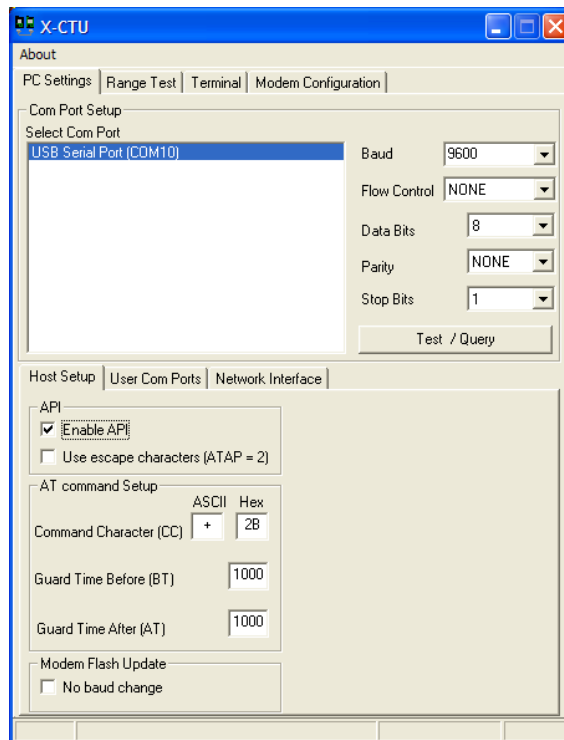 X-CTU
About
PC Settings Range Test Terminal Modem Configuration
Com Port Setup
Select Com Port
USB Serial Port (COM10)
Baud 9600
Flow Control NONE
Data Bits 8
Parity NONE
Stop Bits 1
Test / Query
Host Setup User Com Ports Network Interface
API
Enable API
Use escape characters (ATAP = 2)
AT command Setup
ASCII Hex
Command Character (CC) + 2B
Guard Time Before (BT) 1000
Guard Time After (AT) 1000
Modem Flash Update
No baud change